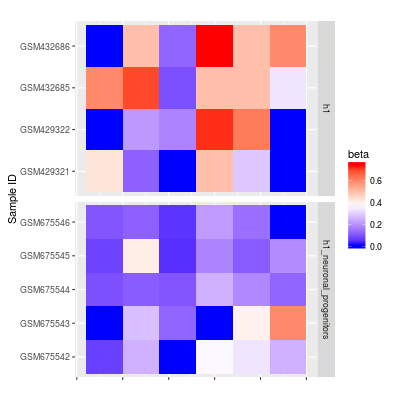 GSM432686
GSM432685
GSM429322
GSM429321
h1
GSM675546
GSM675545
GSM675544
GSM675543
GSM675542
h1_neuronal_progenitors
Sample ID
beta
0.6
0.4
0.2
0.0